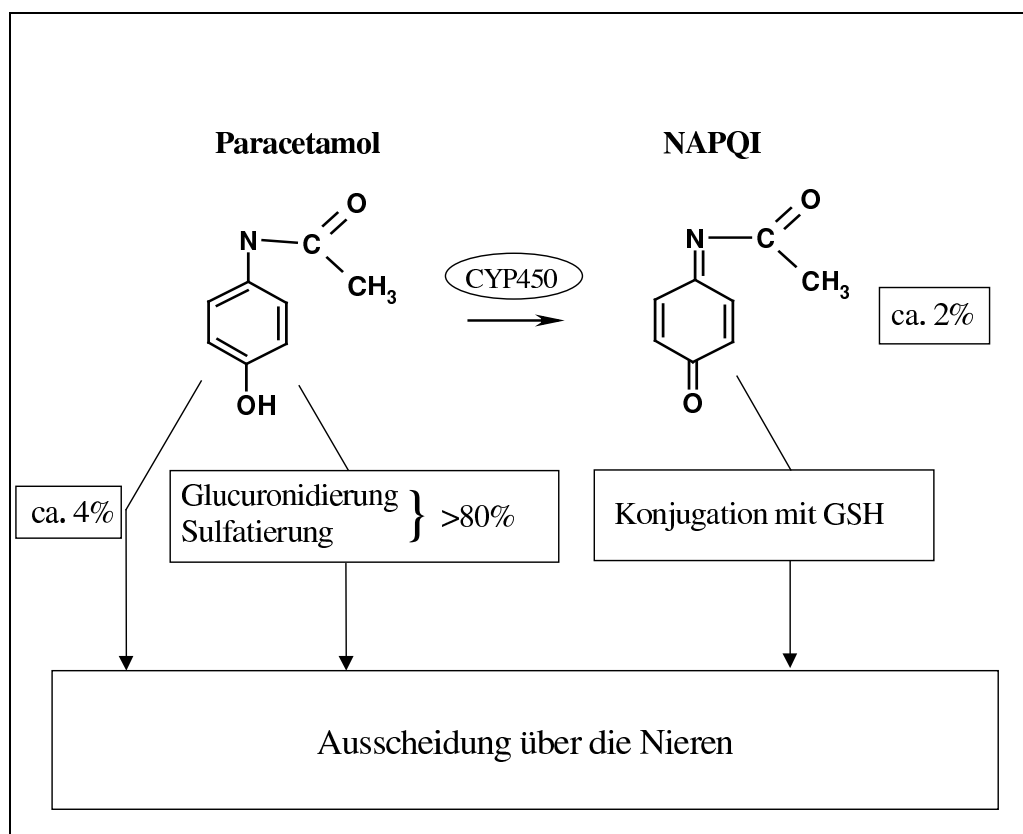 Paracetamol
NAPQI
O
N
C
CH3
OH
CYP450
O
N
C
CH3
O
ca. 2%
ca. 4%
Glucuronidierung
Sulfatierung
} >80%
Konjugation mit GSH
Ausscheidung über die Nieren